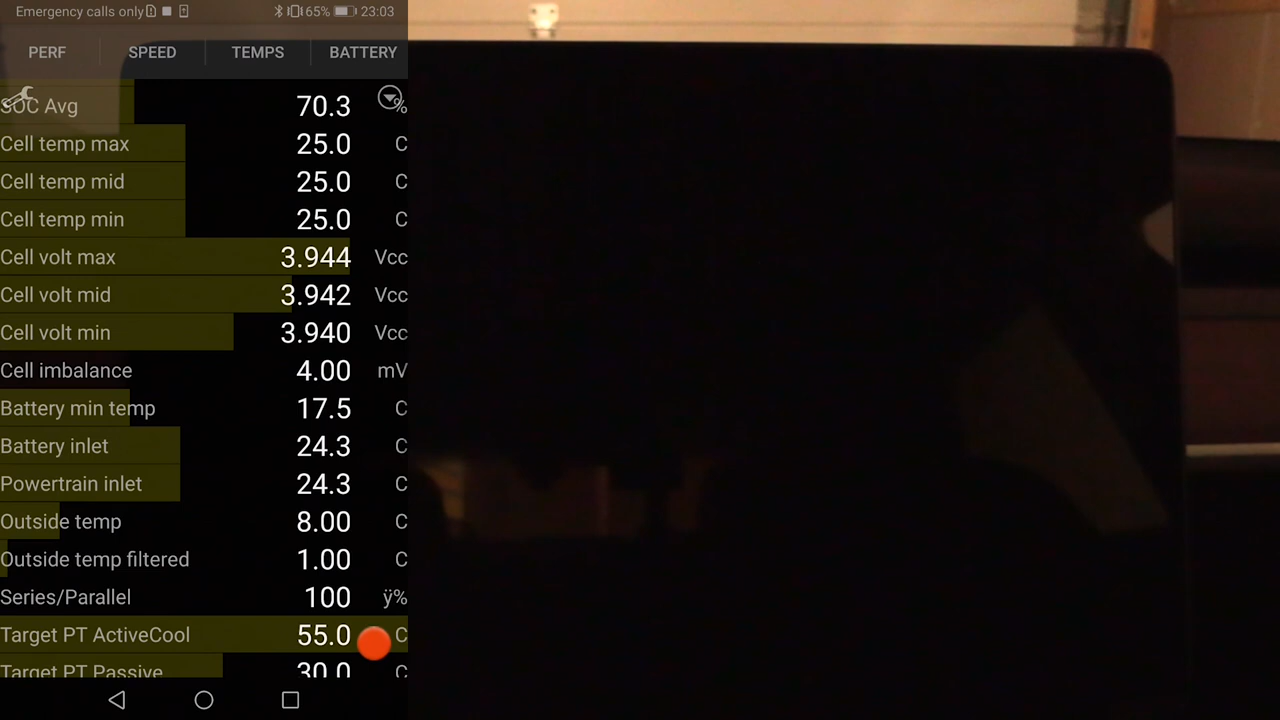 Emergency calls only 65% 23:03
PERF SPEED TEMPS BATTERY
SOC Avg 70.3 %
Cell temp max 25.0 C
Cell temp mid 25.0 C
Cell temp min 25.0 C
Cell volt max 3.944 Vcc
Cell volt mid 3.942 Vcc
Cell volt min 3.940 Vcc
Cell imbalance 4.00 mV
Battery min temp 17.5 C
Battery inlet 24.3 C
Powertrain inlet 24.3 C
Outside temp 8.00 C
Outside temp filtered 1.00 C
Series/Parallel 100 ÿ%
Target PT ActiveCool 55.0 C
Target PT Passive 30.0 C